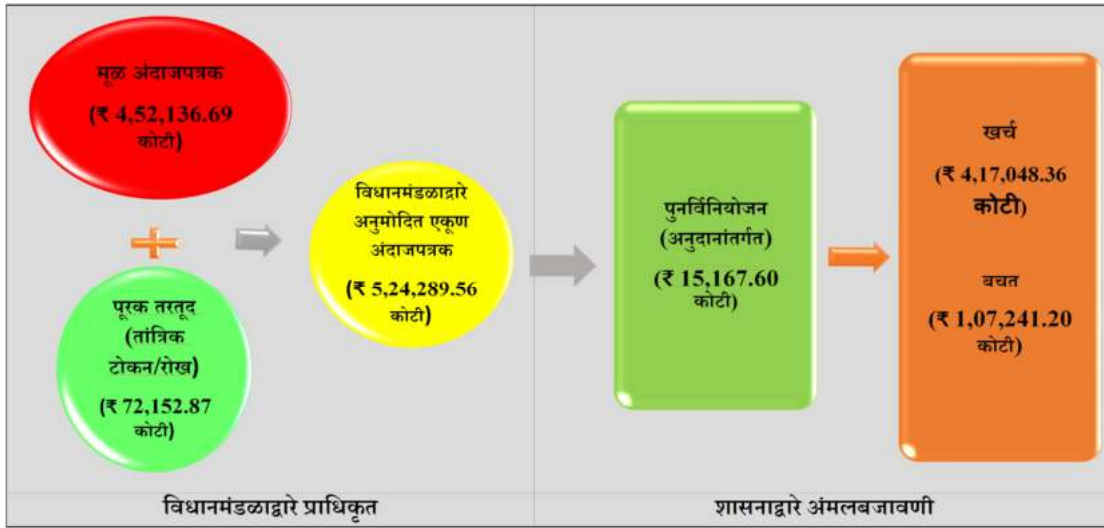 मूळ अंदाजपत्रक
(₹ 4,52,136.69
कोटी)
पूरक तरतूद
(तांत्रिक
टोकन/रोख)
(₹ 72,152.87
कोटी)
विधानमंडळाद्वारे
अनुमोदित एकूण
अंदाजपत्रक
(₹ 5,24,289.56
कोटी)
पुनर्विनियोजन
(अनुदानांतर्गत)
(₹ 15,167.60
कोटी)
खर्च
(₹ 4,17,048.36
कोटी)
बचत
(₹ 1,07,241.20
कोटी)
विधानमंडळाद्वारे प्राधिकृत
शासनाद्वारे अंमलबजावणी